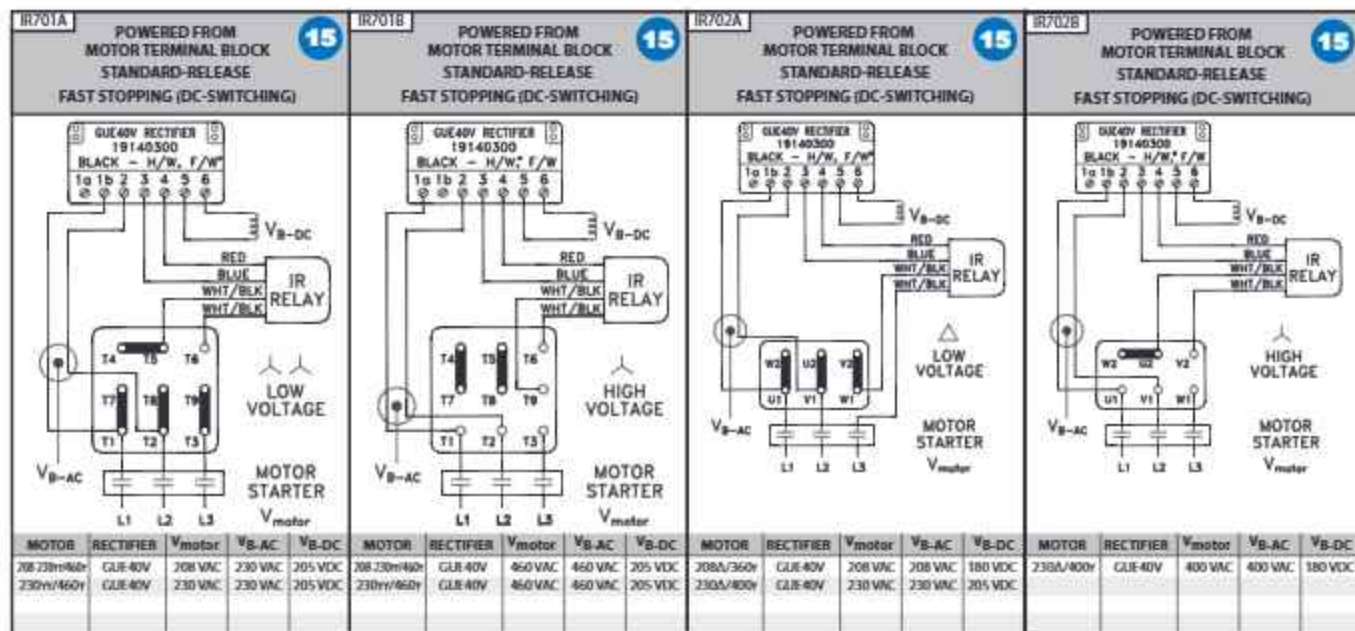 IR701A
POWERED FROM
MOTOR TERMINAL BLOCK
STANDARD-RELEASE
FAST STOPPING (DC-SWITCHING)
15
GUE40V RECTIFIER
19140300
BLACK - H/W, F/W*
1a 1b 2 3 4 5 6
VB-DC
RED
BLUE
WHT/BLK
WHT/BLK
IR
RELAY
T4 T5 T6
T7 T8 T9
T1 T2 T3
LOW
VOLTAGE
VB-AC
MOTOR
STARTER
L1 L2 L3
Vmotor
MOTOR RECTIFIER Vmotor VB-AC VB-DC
GUE40V 208 VAC 230 VAC 205 VDC
230YY/460Y GUE40V 230 VAC 230 VAC 205 VDC
IR701B
POWERED FROM
MOTOR TERMINAL BLOCK
STANDARD-RELEASE
FAST STOPPING (DC-SWITCHING)
15
GUE40V RECTIFIER
19140300
BLACK - H/W,* F/W
1a 1b 2 3 4 5 6
VB-DC
RED
BLUE
WHT/BLK
WHT/BLK
IR
RELAY
T4 T5 T6
T7 T8 T9
T1 T2 T3
HIGH
VOLTAGE
VB-AC
MOTOR
STARTER
L1 L2 L3
Vmotor
MOTOR RECTIFIER Vmotor VB-AC VB-DC
GUE40V 460 VAC 460 VAC 205 VDC
230YY/460Y GUE40V 460 VAC 460 VAC 205 VDC
IR702A
POWERED FROM
MOTOR TERMINAL BLOCK
STANDARD-RELEASE
FAST STOPPING (DC-SWITCHING)
15
GUE40V RECTIFIER
19140300
BLACK - H/W, F/W*
1a 1b 2 3 4 5 6
VB-DC
RED
BLUE
WHT/BLK
WHT/BLK
IR
RELAY
△
LOW
VOLTAGE
W2 U2 V2
U1 V1 W1
VB-AC
MOTOR
STARTER
L1 L2 L3
Vmotor
MOTOR RECTIFIER Vmotor VB-AC VB-DC
208Δ/360Y GUE40V 208 VAC 208 VAC 180 VDC
230Δ/400Y GUE40V 230 VAC 230 VAC 205 VDC
IR702B
POWERED FROM
MOTOR TERMINAL BLOCK
STANDARD-RELEASE
FAST STOPPING (DC-SWITCHING)
15
GUE40V RECTIFIER
19140300
BLACK - H/W,* F/W
1a 1b 2 3 4 5 6
VB-DC
RED
BLUE
WHT/BLK
WHT/BLK
IR
RELAY
HIGH
VOLTAGE
W2 U2 V2
U1 V1 W1
VB-AC
MOTOR
STARTER
L1 L2 L3
Vmotor
MOTOR RECTIFIER Vmotor VB-AC VB-DC
230Δ/400Y GUE40V 400 VAC 400 VAC 180 VDC